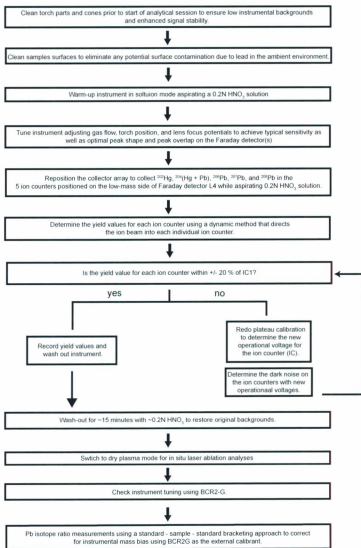 Clean torch parts and cones prior to start of analytical session to ensure low instrumental backgrounds
and enhanced signal stability.
Clean samples surfaces to eliminate any potential surface contamination due to lead in the ambient environment.
Warm-up instrument in soltuion mode aspirating a 0.2N HNO₃ solution
Tune instrument adjusting gas flow, torch position, and lens focus potentials to achieve typical sensitivity as
well as optimal peak shape and peak overlap on the Faraday detector(s)
Reposition the collector array to collect ²⁰²Hg, ²⁰⁴(Hg + Pb), ²⁰⁶Pb, ²⁰⁷Pb, and ²⁰⁸Pb in the
5 ion counters positioned on the low-mass side of Faraday detector L4 while aspirating 0.2N HNO₃ solution.
Determine the yield values for each ion counter using a dynamic method that directs
the ion beam into each individual ion counter.
Is the yield value for each ion counter within +/- 20 % of IC1?
yes no
Record yield values and
wash out instrument.
Redo plateau calibration
to determine the new
operational voltage for
the ion counter (IC).
Determine the dark noise on
the ion counters with new
operationaal voltages.
Wash-out for ~15 minutes with ~0.2N HNO₃ to restore original backgrounds.
Swtich to dry plasma mode for in situ laser ablation analyses
Check instrument tuning using BCR2-G.
Pb isotope ratio measurements using a standard - sample - standard bracketing approach to correct
for instrumental mass bias using BCR2G as the external calibrant.